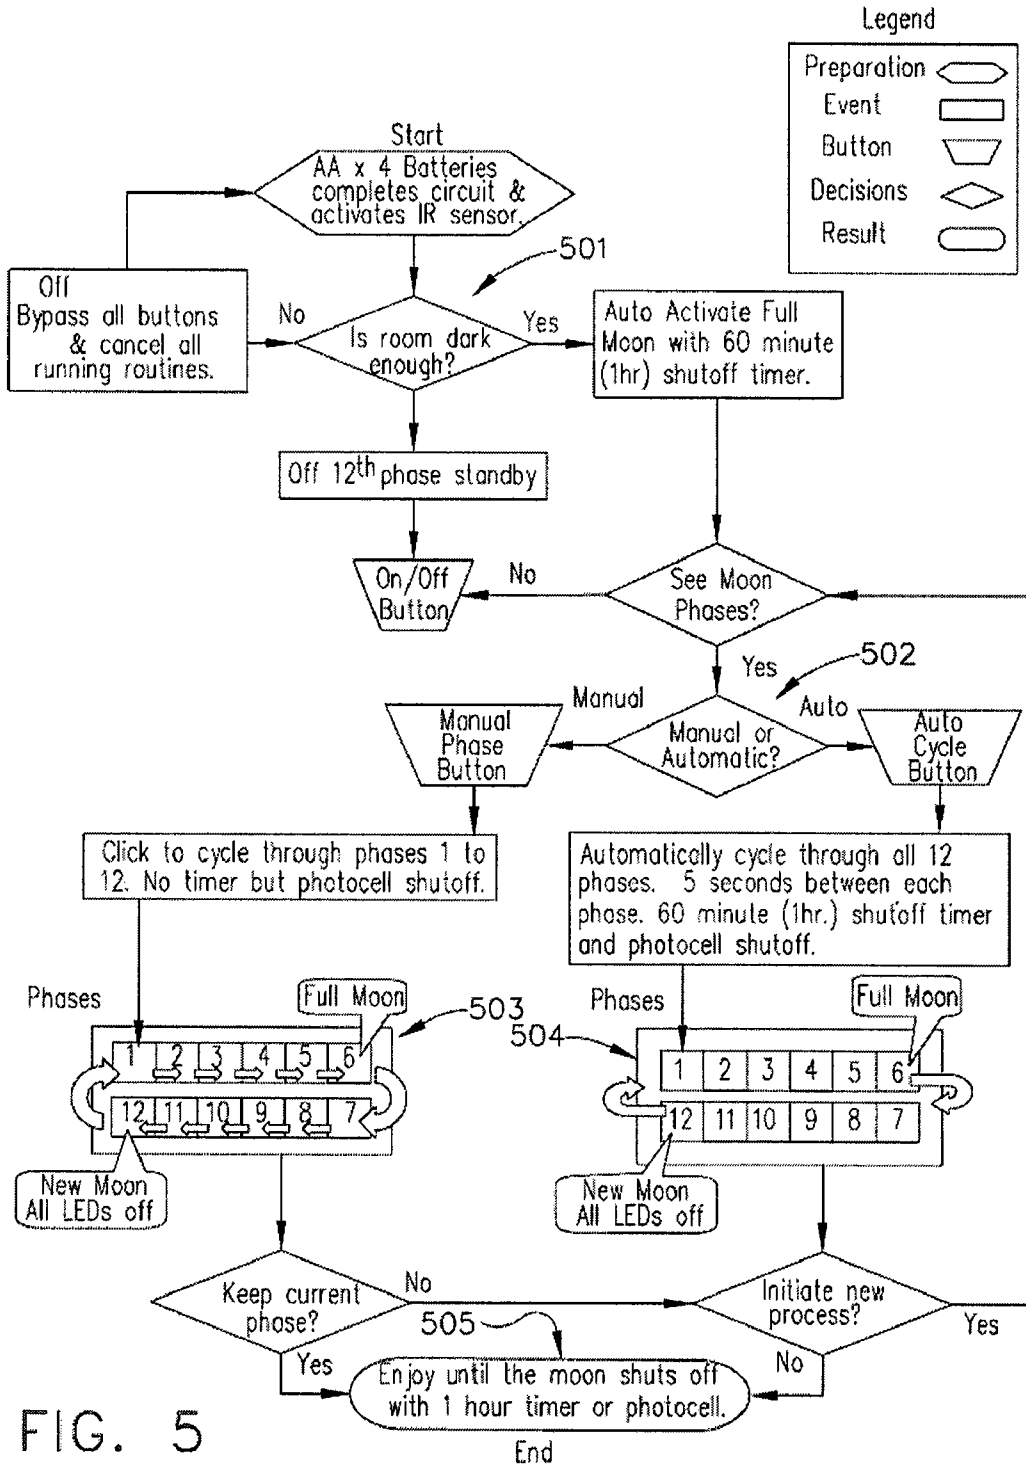 Legend
Preparation
Event
Button
Decisions
Result
Start
AA x 4 Batteries
completes circuit &
activates IR sensor.
501
Off
Bypass all buttons
& cancel all
running routines.
No
Is room dark
enough?
Yes
Auto Activate Full
Moon with 60 minute
(1hr) shutoff timer.
Off 12th phase standby
On/Off
Button
No
See Moon
Phases?
Yes
502
Manual
Manual
Phase
Button
Manual or
Automatic?
Auto
Auto
Cycle
Button
Click to cycle through phases 1 to
12. No timer but photocell shutoff.
Automatically cycle through all 12
phases. 5 seconds between each
phase. 60 minute (1hr.) shutoff timer
and photocell shutoff.
Phases
Full Moon
503
1 2 3 4 5 6
12 11 10 9 8 7
New Moon
All LEDs off
Phases
Full Moon
504
1 2 3 4 5 6
12 11 10 9 8 7
New Moon
All LEDs off
Keep current
phase?
No
Yes
Initiate new
process?
Yes
No
505
Enjoy until the moon shuts off
with 1 hour timer or photocell.
End
FIG. 5